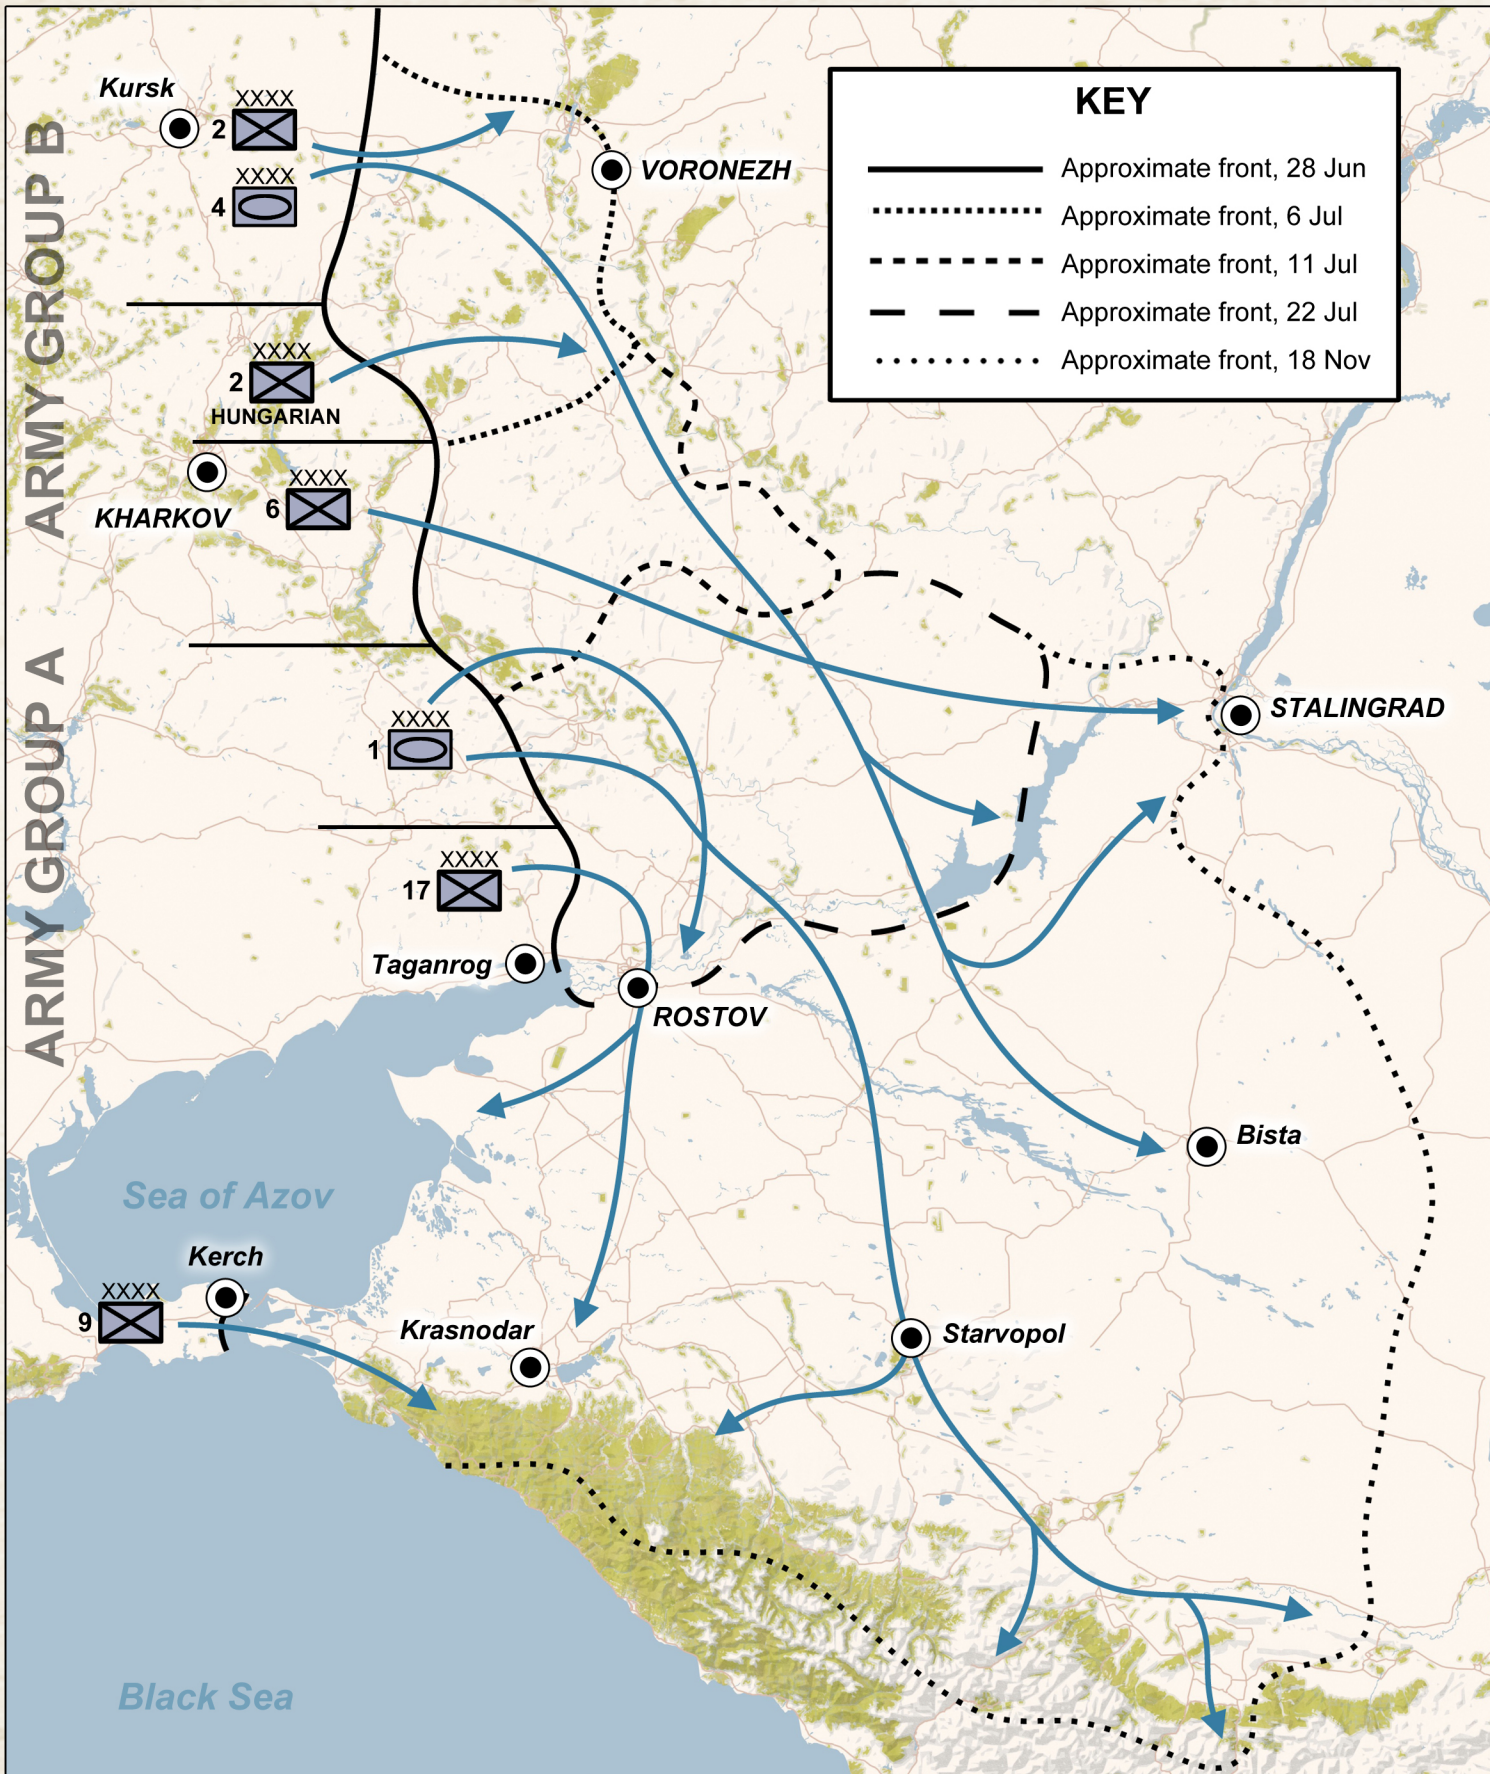 KEY
Approximate front, 28 Jun
Approximate front, 6 Jul
Approximate front, 11 Jul
Approximate front, 22 Jul
Approximate front, 18 Nov
ARMY GROUP B
ARMY GROUP A
Kursk
XXXX
2
XXXX
4
VORONEZH
XXXX
2
HUNGARIAN
KHARKOV
XXXX
6
XXXX
1
STALINGRAD
XXXX
17
Taganrog
ROSTOV
Bista
Sea of Azov
Kerch
XXXX
9
Krasnodar
Starvopol
Black Sea